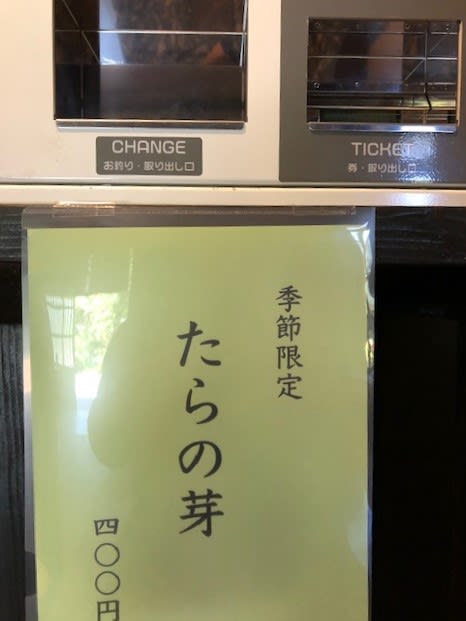 CHANGE
お釣り・取り出し口
TICKET
券・取り出し口
季節限定
たらの芽
四〇〇円